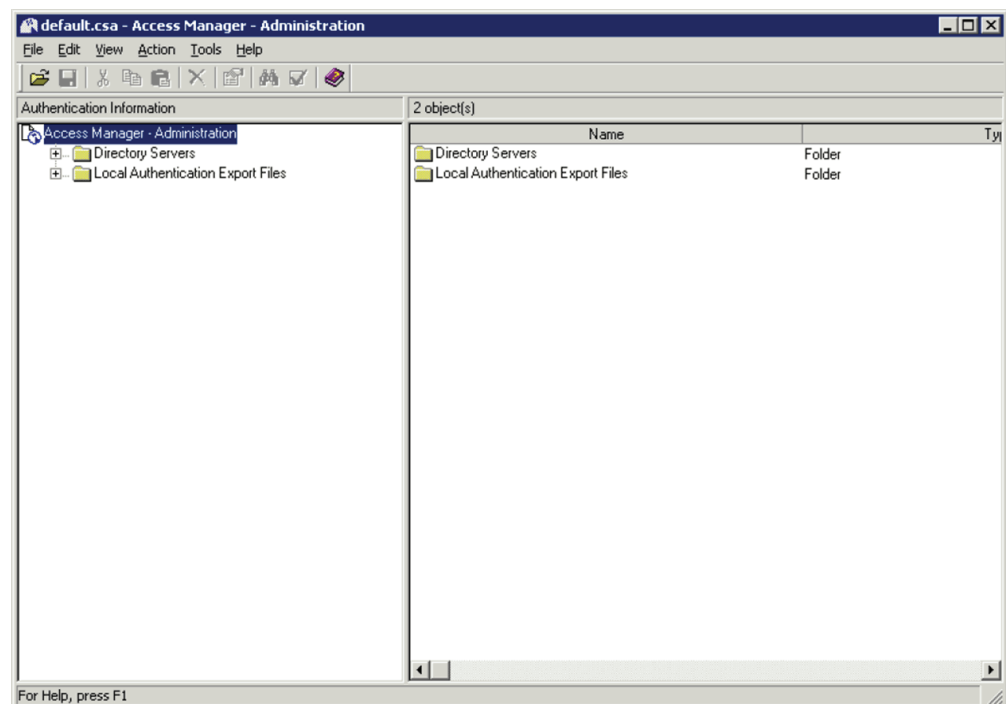 default.csa - Access Manager - Administration
File Edit View Action Tools Help
Authentication Information
2 object(s)
Access Manager - Administration
Directory Servers
Local Authentication Export Files
Name
Directory Servers Folder
Local Authentication Export Files Folder
For Help, press F1